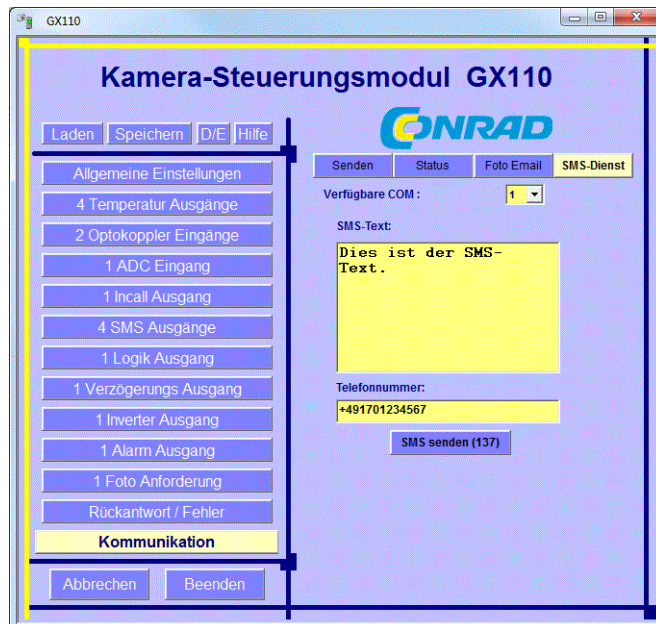 GX110
Kamera-Steuerungsmodul GX110
Laden Speichern D/E Hilfe
CONRAD
Allgemeine Einstellungen
4 Temperatur Ausgänge
2 Optokoppler Eingänge
1 ADC Eingang
1 Incall Ausgang
4 SMS Ausgänge
1 Logik Ausgang
1 Verzögerungs Ausgang
1 Inverter Ausgang
1 Alarm Ausgang
1 Foto Anforderung
Rückantwort / Fehler
Kommunikation
Abbrechen Beenden
Senden Status Foto Email SMS-Dienst
Verfügbare COM : 1
SMS-Text:
Dies ist der SMS-
Text.
Telefonnummer:
+491701234567
SMS senden (137)